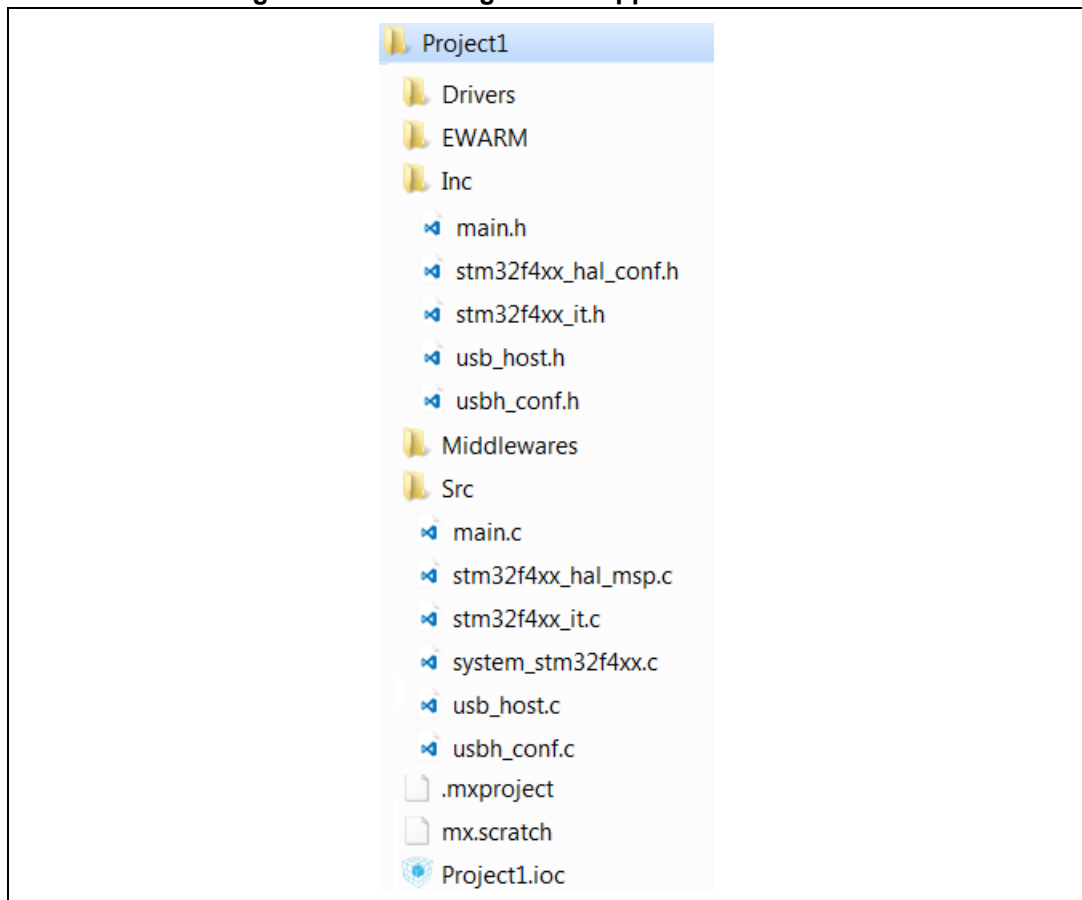 Project1
Drivers
EWARM
Inc
main.h
stm32f4xx_hal_conf.h
stm32f4xx_it.h
usb_host.h
usbh_conf.h
Middlewares
Src
main.c
stm32f4xx_hal_msp.c
stm32f4xx_it.c
system_stm32f4xx.c
usb_host.c
usbh_conf.c
.mxproject
mx.scratch
Project1.ioc